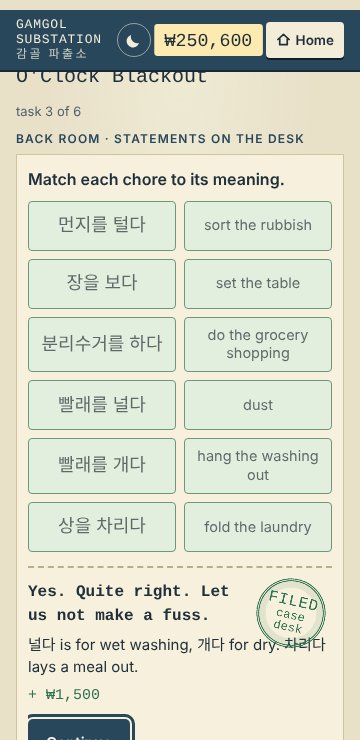 GAMGOL
SUBSTATION
감골 파출소
₩250,600
Home
O'Clock Blackout
task 3 of 6
BACK ROOM · STATEMENTS ON THE DESK
Match each chore to its meaning.
먼지를 털다
sort the rubbish
장을 보다
set the table
분리수거를 하다
do the grocery
shopping
빨래를 널다
dust
빨래를 개다
hang the washing
out
상을 차리다
fold the laundry
Yes. Quite right. Let
us not make a fuss.
FILED
case
desk
널다 is for wet washing, 개다 for dry. 차리다
lays a meal out.
+ ₩1,500
Continue